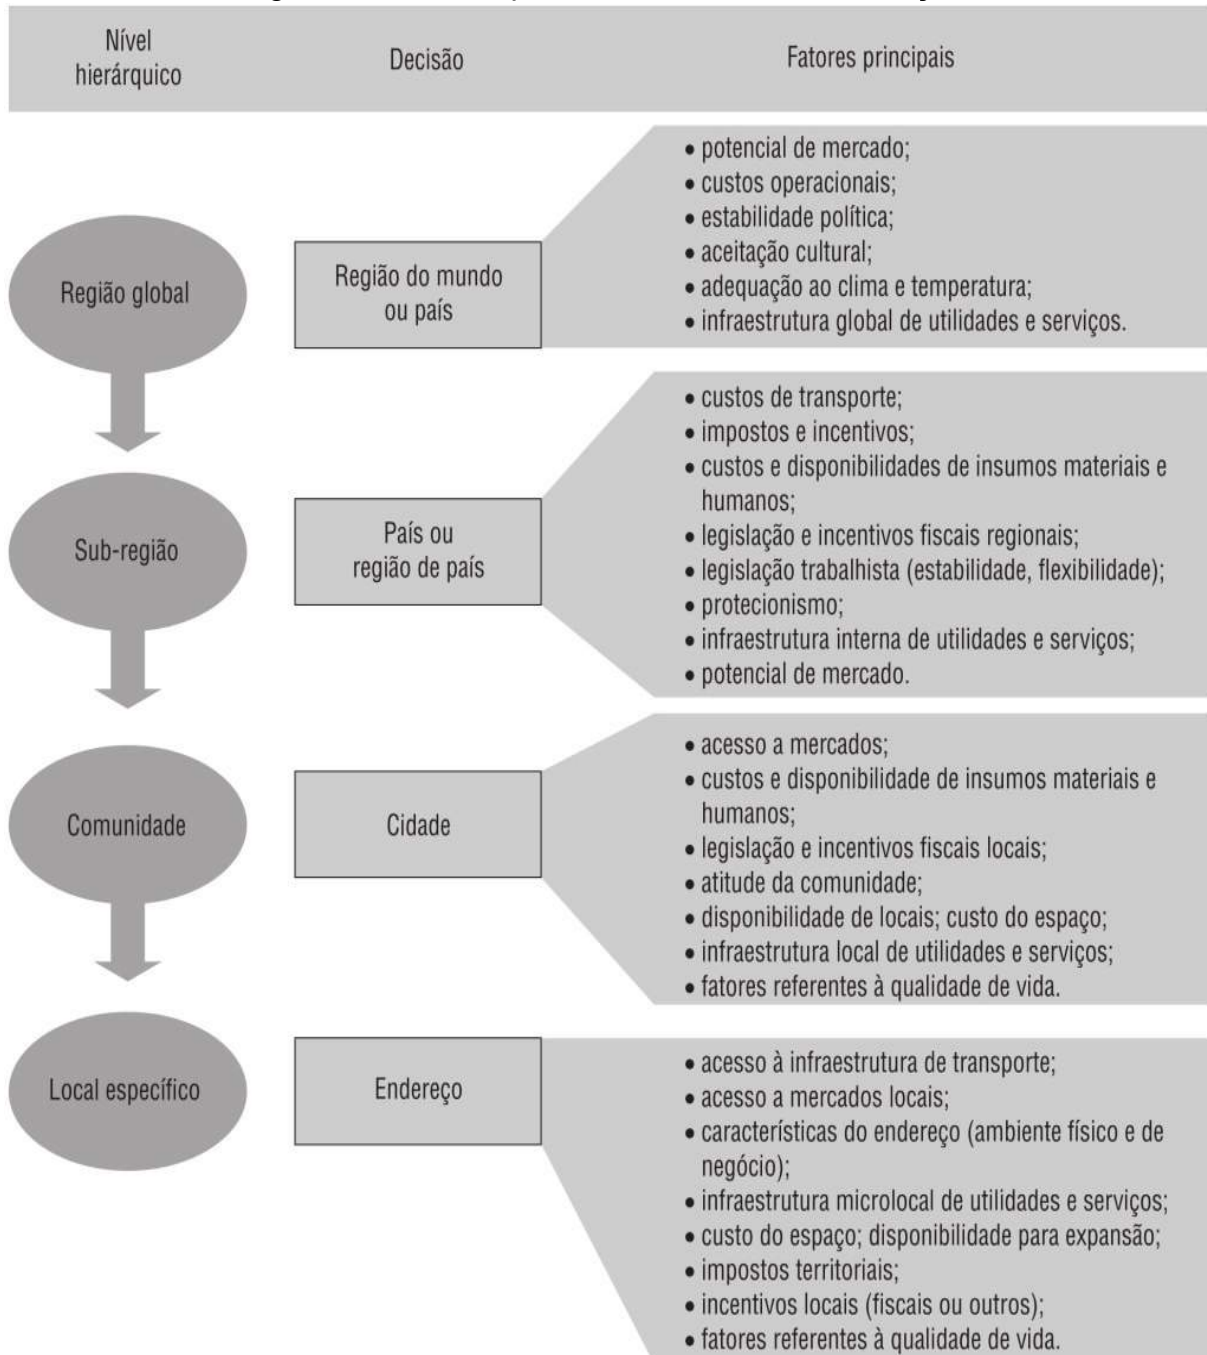 Nível
hierárquico
Decisão
Fatores principais
Região global
Região do mundo
ou país
• potencial de mercado;
• custos operacionais;
• estabilidade política;
• aceitação cultural;
• adequação ao clima e temperatura;
• infraestrutura global de utilidades e serviços.
Sub-região
País ou
região de país
• custos de transporte;
• impostos e incentivos;
• custos e disponibilidades de insumos materiais e
humanos;
• legislação e incentivos fiscais regionais;
• legislação trabalhista (estabilidade, flexibilidade);
• protecionismo;
• infraestrutura interna de utilidades e serviços;
• potencial de mercado.
Comunidade
Cidade
• acesso a mercados;
• custos e disponibilidade de insumos materiais e
humanos;
• legislação e incentivos fiscais locais;
• atitude da comunidade;
• disponibilidade de locais; custo do espaço;
• infraestrutura local de utilidades e serviços;
• fatores referentes à qualidade de vida.
Local específico
Endereço
• acesso à infraestrutura de transporte;
• acesso a mercados locais;
• características do endereço (ambiente físico e de
negócio);
• infraestrutura microlocal de utilidades e serviços;
• custo do espaço; disponibilidade para expansão;
• impostos territoriais;
• incentivos locais (fiscais ou outros);
• fatores referentes à qualidade de vida.